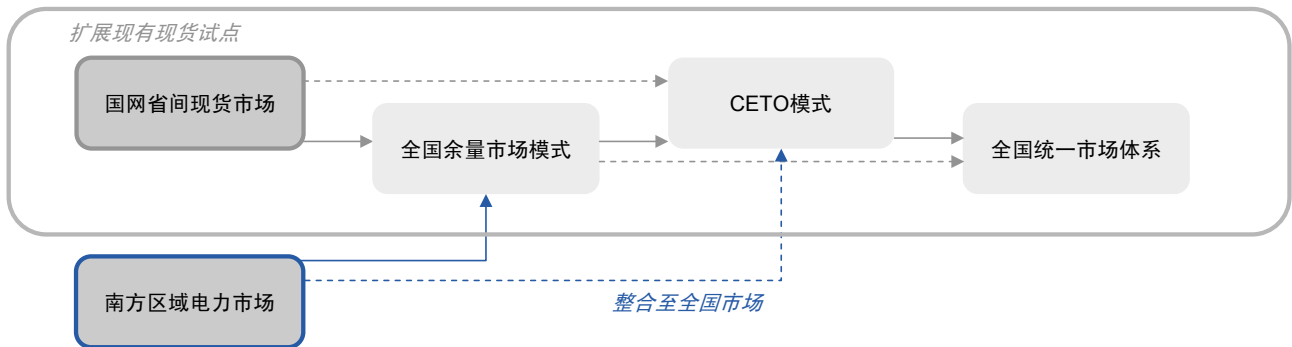 扩展现有现货试点
国网省间现货市场
CETO模式
全国余量市场模式
全国统一市场体系
南方区域电力市场
整合至全国市场